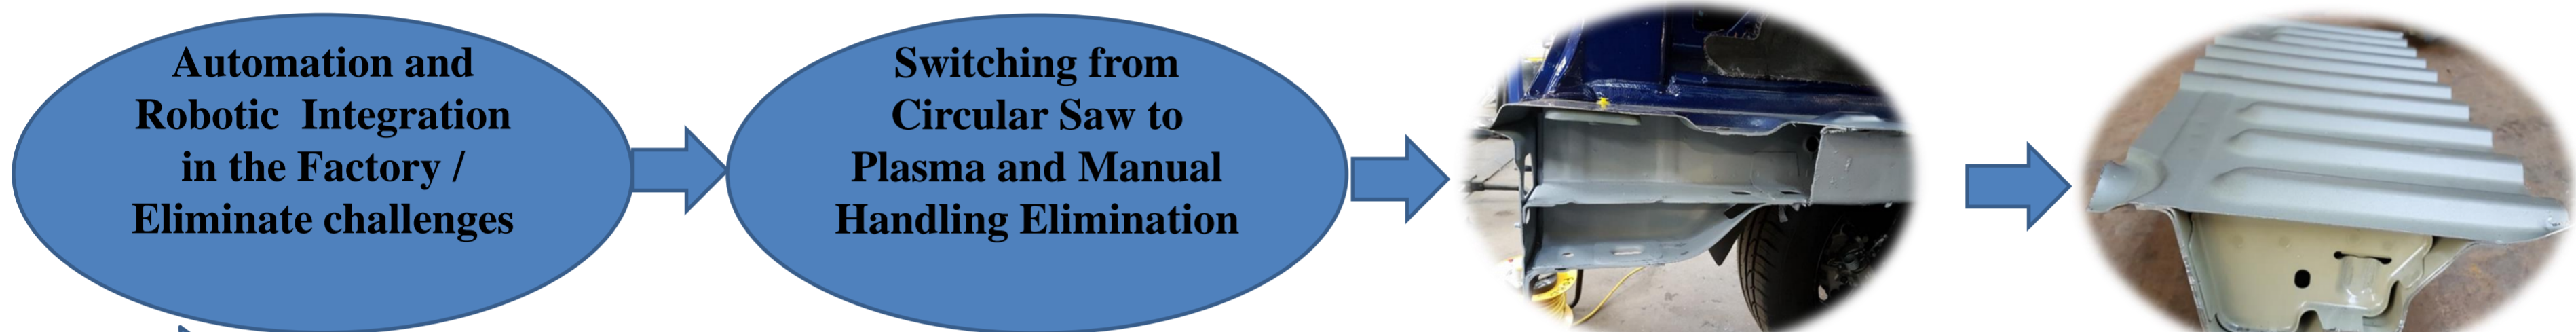 Automation and
Robotic  Integration
in the Factory /
Eliminate challenges
Switching from
Circular Saw to
Plasma and Manual
Handling Elimination